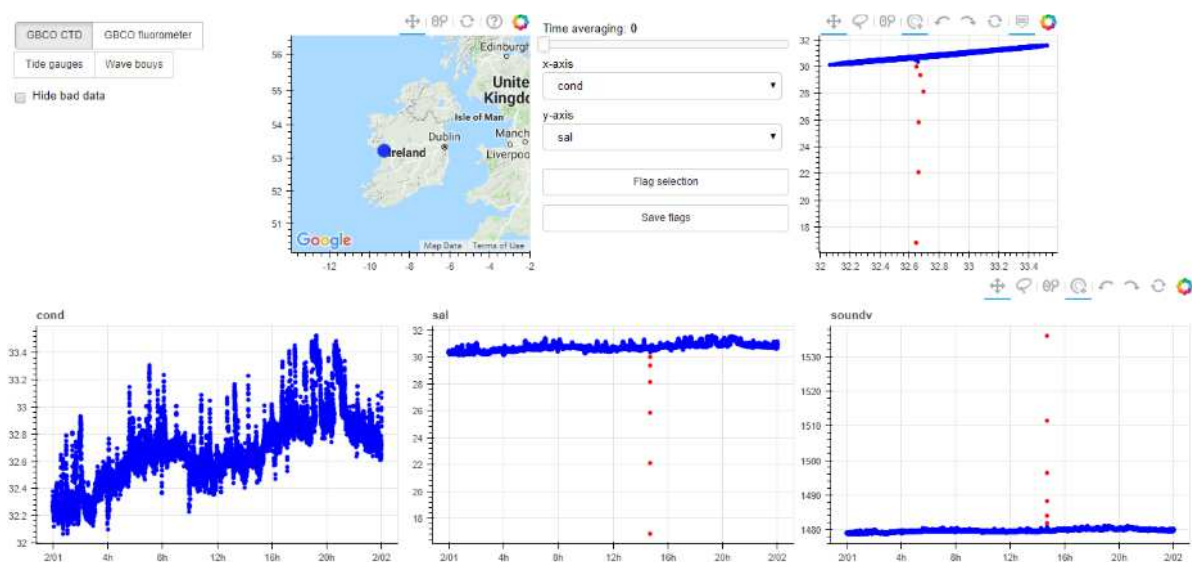 GBCO CTD GBCO fluorometer
Tide gauges Wave bouys
Hide bad data
56
55
54
53
52
51
-12 -10 -8 -6 -4 -2
Edinburgh
Unite
Kingdo
Isle of Man
Dublin
Manch
Ireland
Liverpoo
Google
Map Data Terms of Use
Time averaging: 0
x-axis
cond
y-axis
sal
Flag selection
Save flags
32
30
28
26
24
22
20
18
32 32.2 32.4 32.6 32.8 33 33.2 33.4
cond
33.4
33.2
33
32.8
32.6
32.4
32.2
32
2/01 4h 8h 12h 16h 20h 2/02
sal
32
30
28
26
24
22
20
18
2/01 4h 8h 12h 16h 20h 2/02
soundv
1530
1520
1510
1500
1490
1480
2/01 4h 8h 12h 16h 20h 2/02